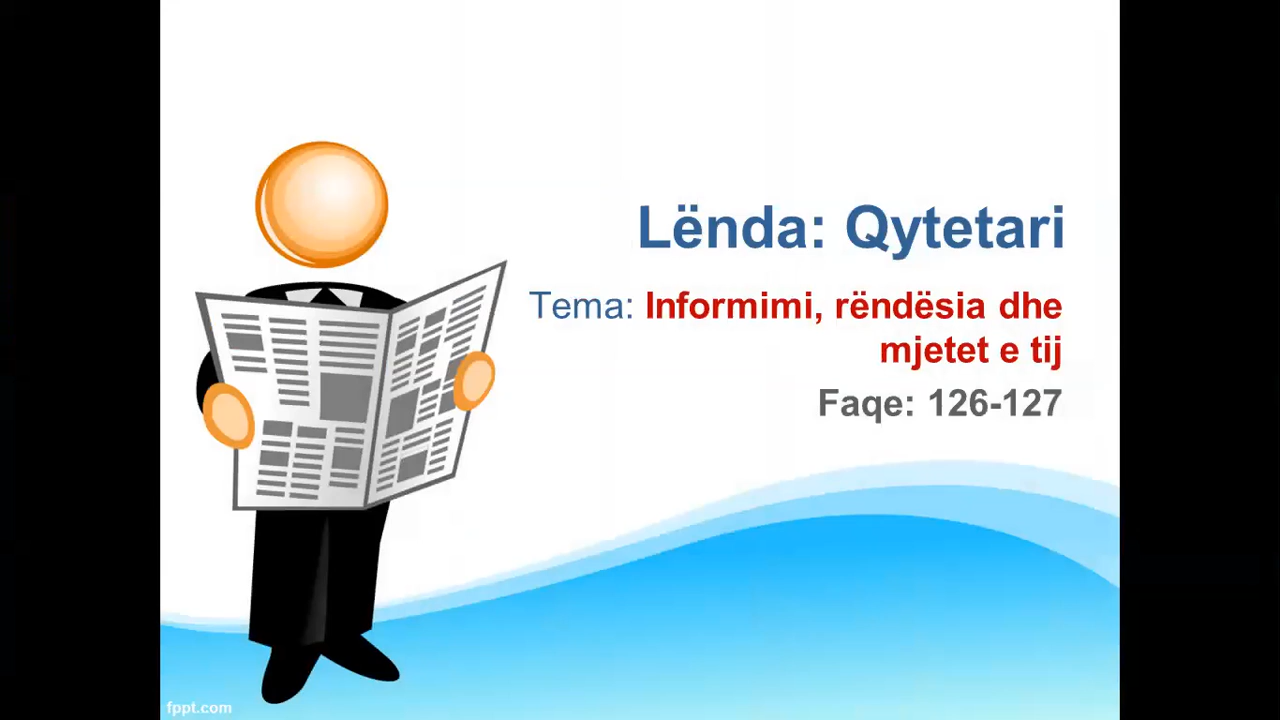 Lënda: Qytetari
Tema: Informimi, rëndësia dhe
mjetet e tij
Faqe: 126-127
fppt.com